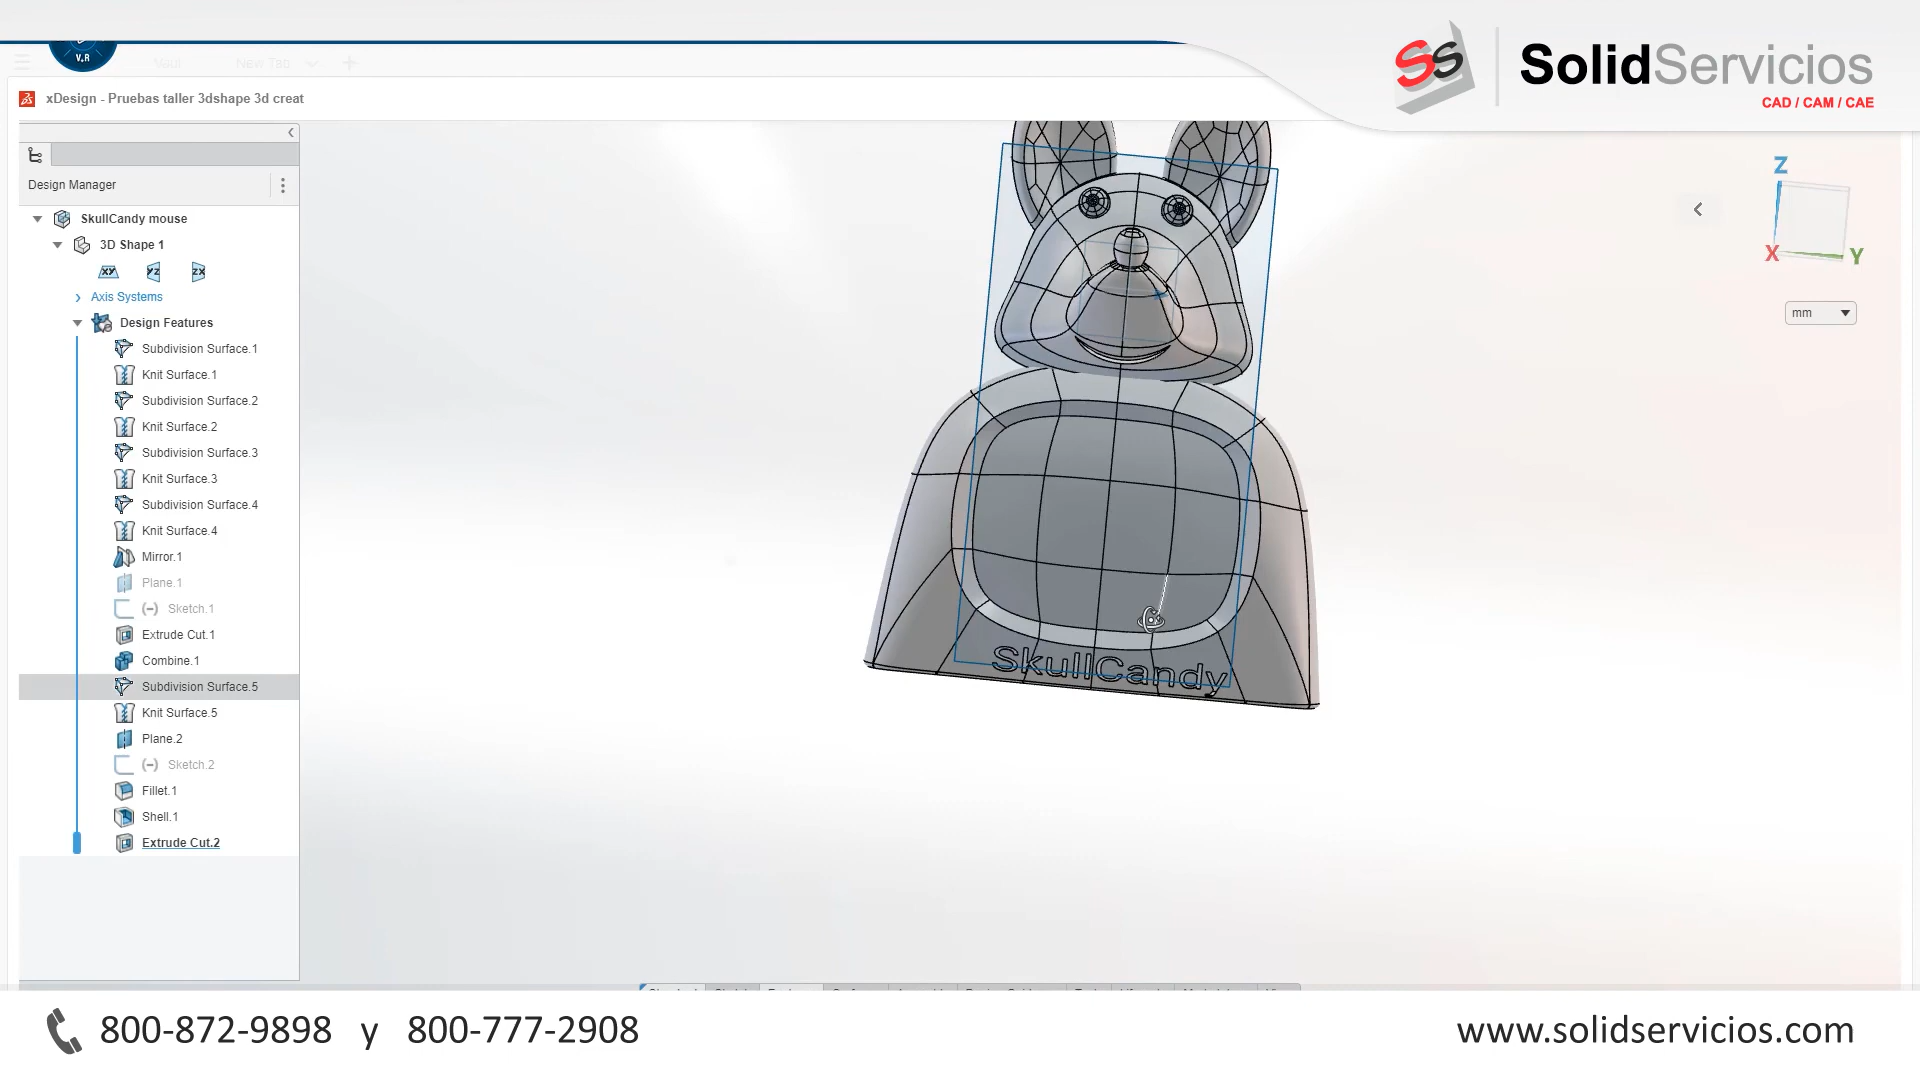 V.R
New Tab
xDesign - Pruebas taller 3dshape 3d creat
SS
SolidServicios
CAD / CAM / CAE
Design Manager
SkullCandy mouse
3D Shape 1
XY YZ ZX
Axis Systems
Design Features
Subdivision Surface.1
Knit Surface.1
Subdivision Surface.2
Knit Surface.2
Subdivision Surface.3
Knit Surface.3
Subdivision Surface.4
Knit Surface.4
Mirror.1
Plane.1
(-) Sketch.1
Extrude Cut.1
Combine.1
Subdivision Surface.5
Knit Surface.5
Plane.2
(-) Sketch.2
Fillet.1
Shell.1
Extrude Cut.2
Z
X
Y
mm
SkullCandy
800-872-9898 y 800-777-2908
www.solidservicios.com